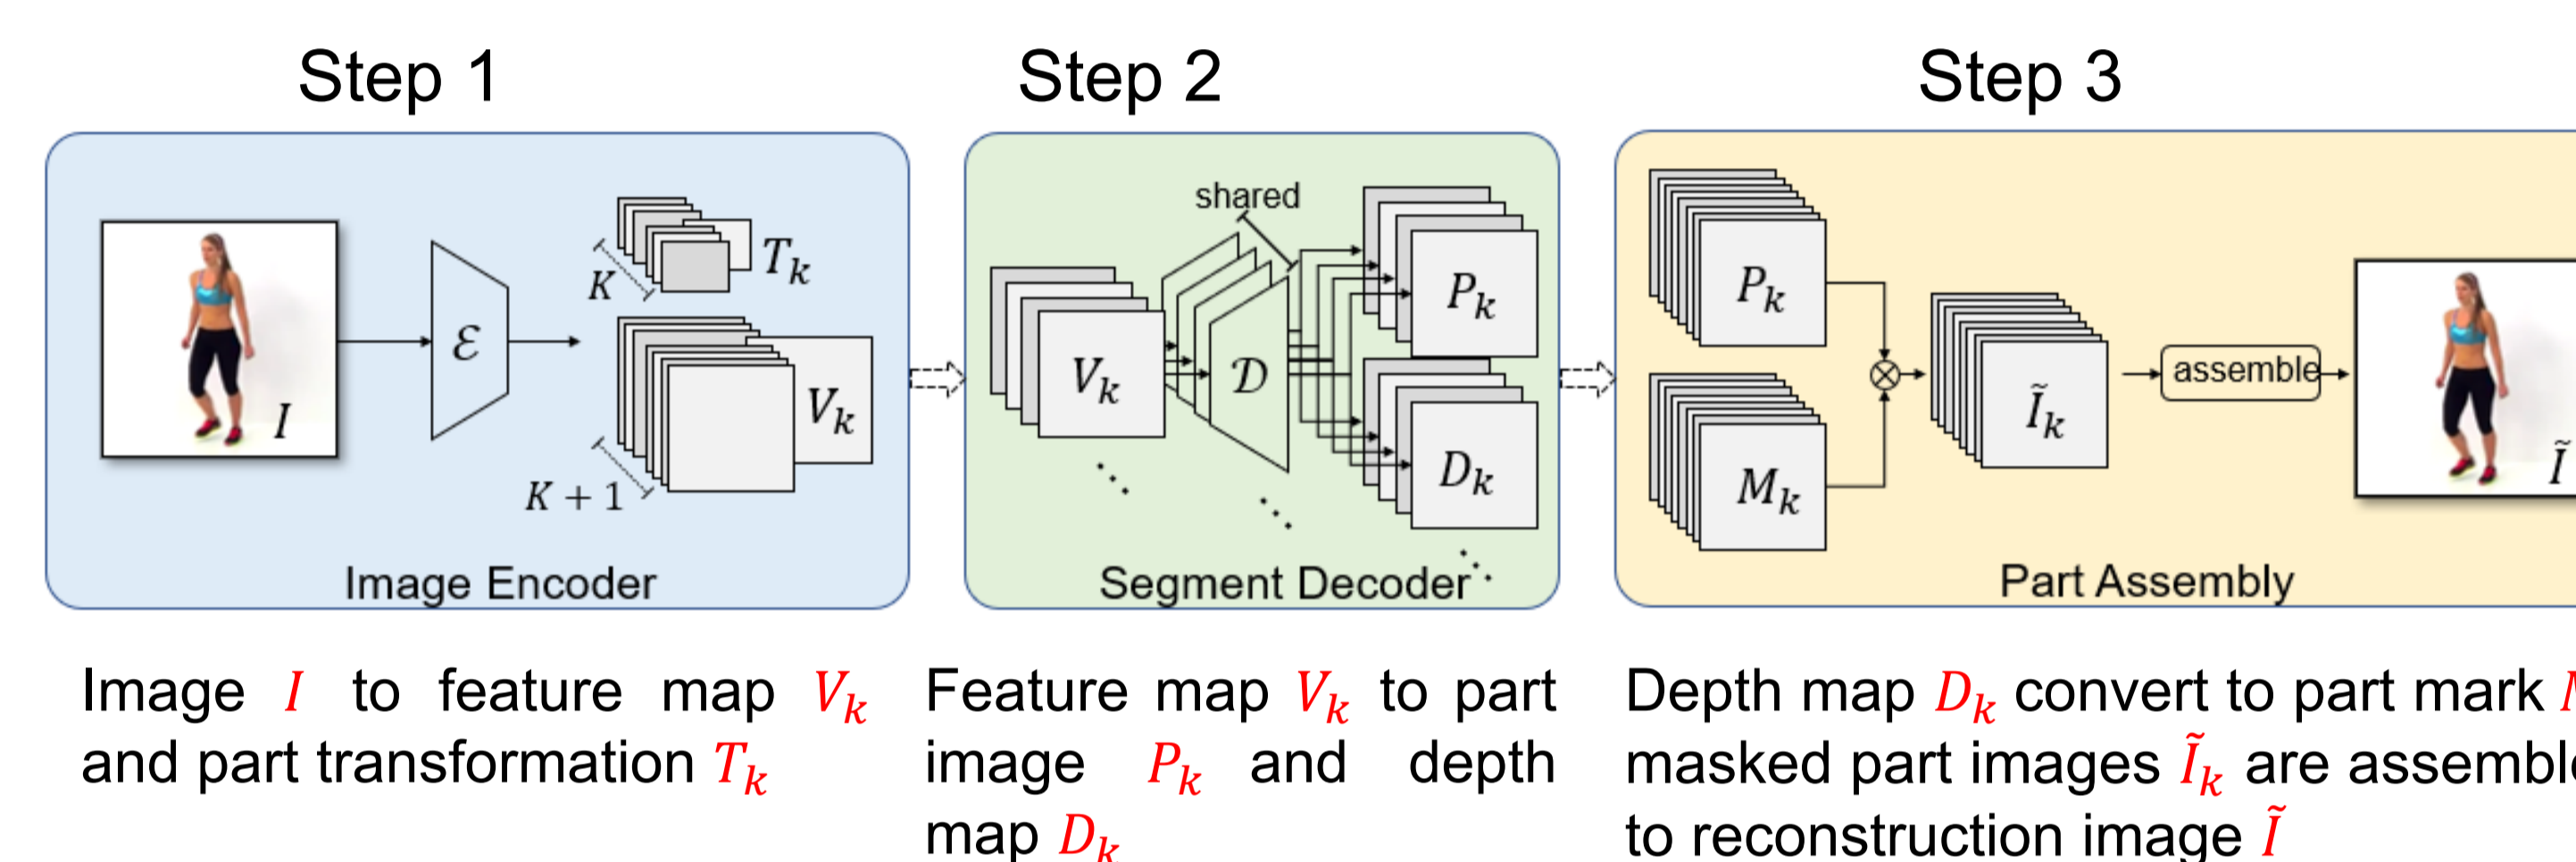 Step 1
Step 2
Step 3
I
ℰ
K
T_k
K + 1
V_k
Image Encoder
shared
V_k
𝒟
P_k
D_k
Segment Decoder
P_k
M_k
Ĩ_k
assemble
Ĩ
Part Assembly
Image I to feature map V_k
and part transformation T_k
Feature map V_k to part
image P_k and depth
map D_k
Depth map D_k convert to part mark
masked part images Ĩ_k are
to reconstruction image Ĩ